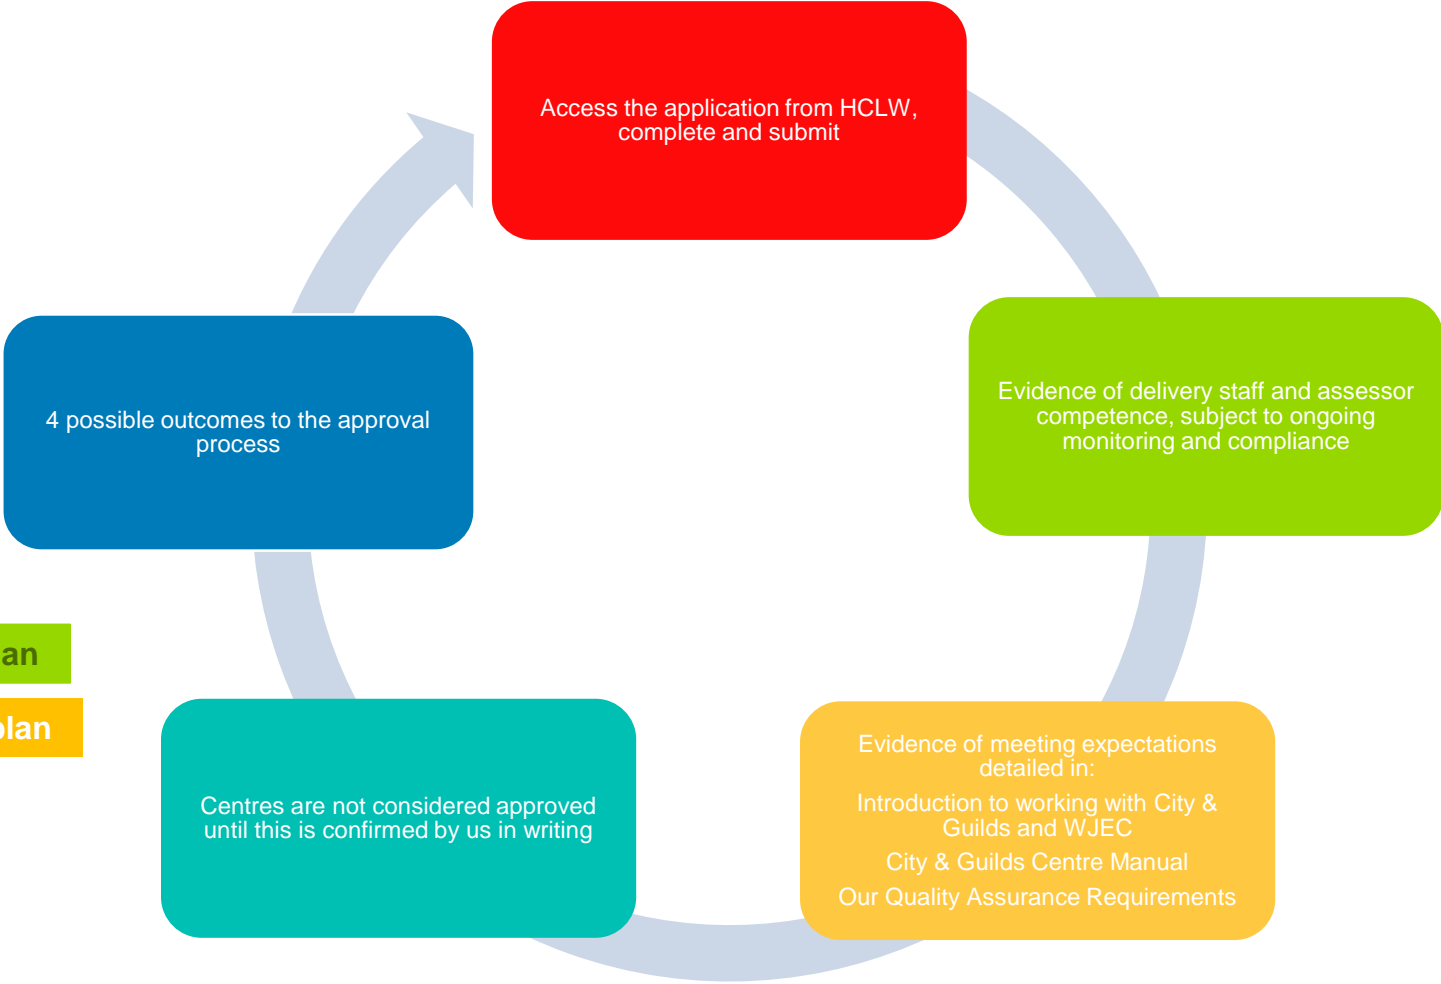 Access the application from HCLW,
complete and submit
Evidence of delivery staff and assessor
competence, subject to ongoing
monitoring and compliance
Evidence of meeting expectations
detailed in:
Introduction to working with City &
Guilds and WJEC
City & Guilds Centre Manual
Our Quality Assurance Requirements
Centres are not considered approved
until this is confirmed by us in writing
4 possible outcomes to the approval
process